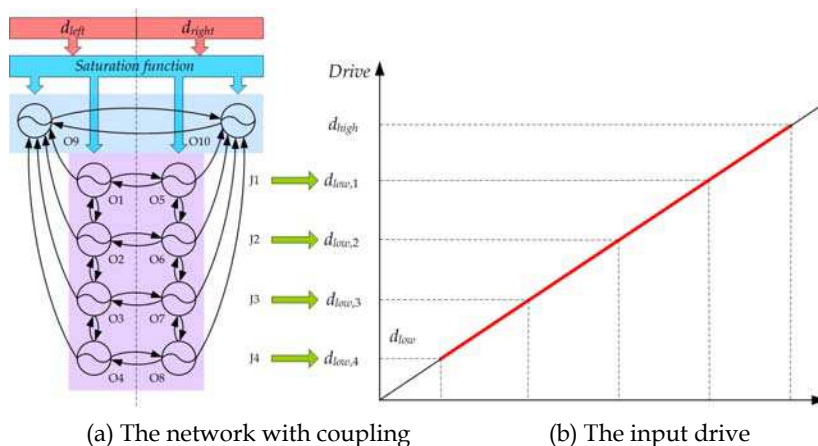 d_left d_right
Saturation function
O9 O10
O1 O5
O2 O6
O3 O7
O4 O8
J1 d_low,1
J2 d_low,2
J3 d_low,3
J4 d_low,4
(a) The network with coupling
Drive
d_high
d_low
(b) The input drive